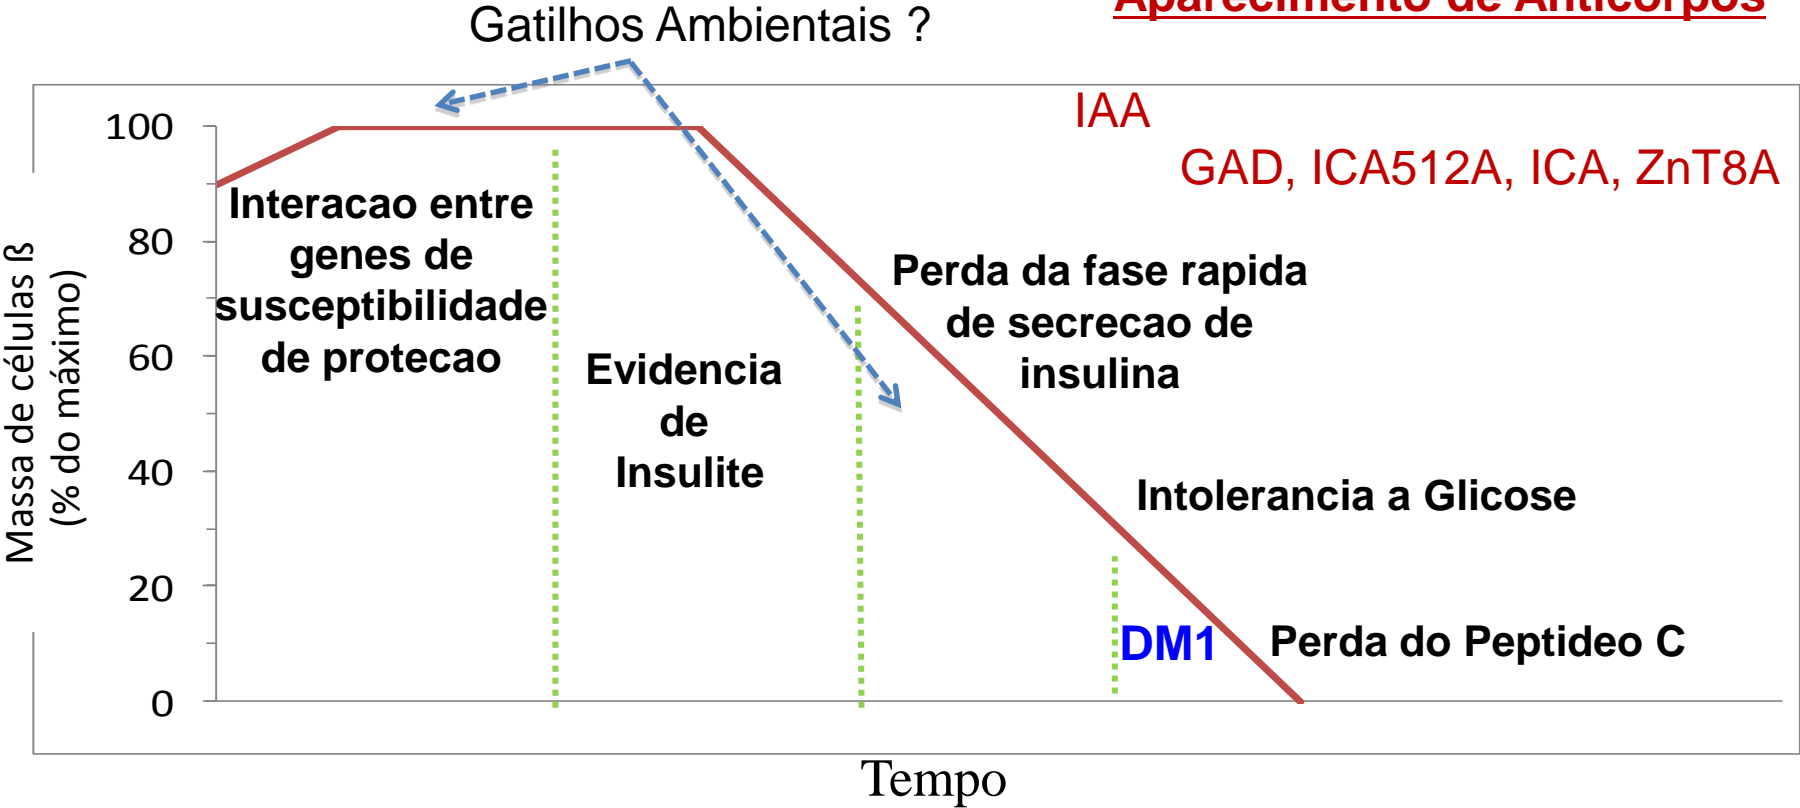 Aparecimento de Anticorpos
Gatilhos Ambientais ?
IAA
GAD, ICA512A, ICA, ZnT8A
100
80
60
40
20
0
Massa de células ß
(% do máximo)
Interacao entre
genes de
susceptibilidade
de protecao
Evidencia
de
Insulite
Perda da fase rapida
de secrecao de
insulina
Intolerancia a Glicose
DM1
Perda do Peptideo C
Tempo